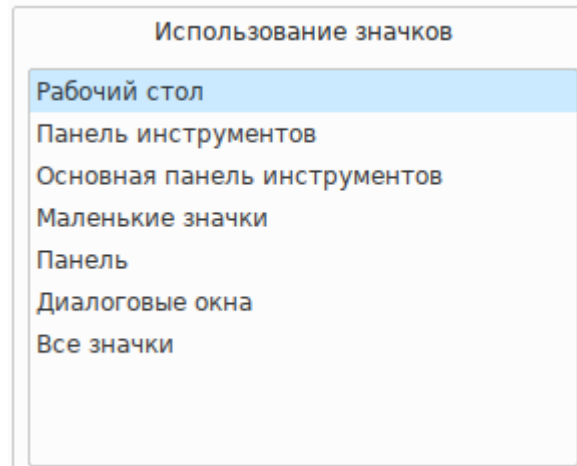 Использование значков
Рабочий стол
Панель инструментов
Основная панель инструментов
Маленькие значки
Панель
Диалоговые окна
Все значки